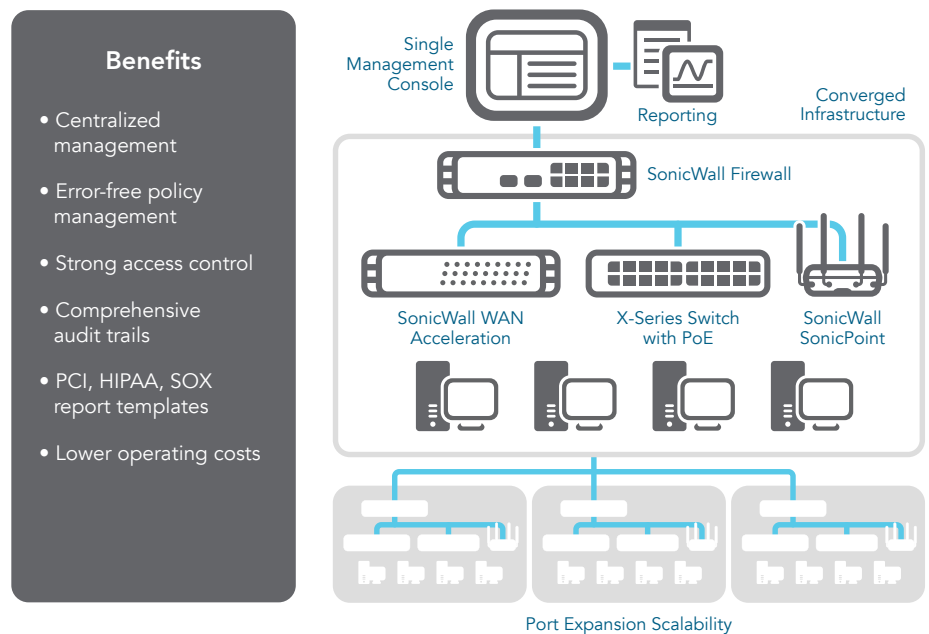 Benefits
• Centralized
management
• Error-free policy
management
• Strong access control
• Comprehensive
audit trails
• PCI, HIPAA, SOX
report templates
• Lower operating costs
Single
Management
Console
Reporting
Converged
Infrastructure
SonicWall Firewall
SonicWall WAN
Acceleration
X-Series Switch
with PoE
SonicWall
SonicPoint
Port Expansion Scalability